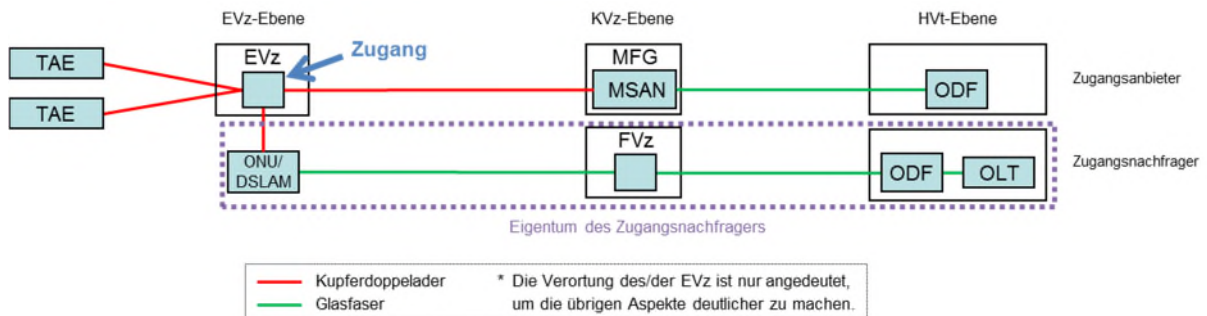 EVz-Ebene
KVz-Ebene
HVt-Ebene
Zugang
TAE
EVz
MFG
MSAN
ODF
Zugangsanbieter
TAE
FVz
ONU/
DSLAM
ODF
OLT
Zugangsnachfrager
Eigentum des Zugangsnachfragers
Kupferdoppelader
* Die Verortung des/der EVz ist nur angedeutet,
Glasfaser
um die übrigen Aspekte deutlicher zu machen.